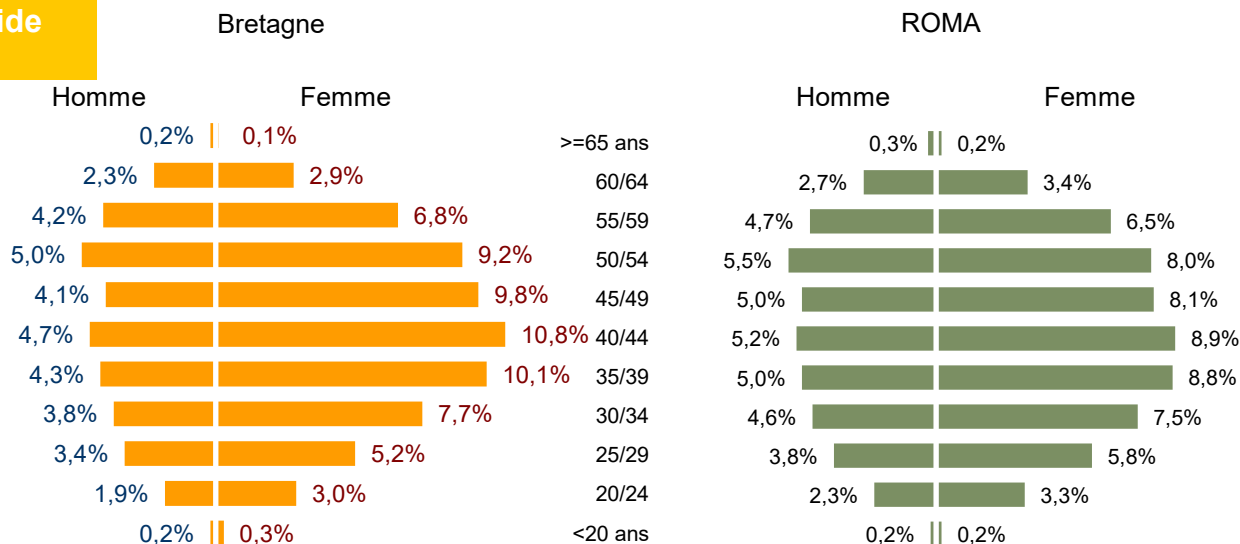 ide
Bretagne
ROMA
Homme Femme
Homme Femme
0,2% 0,1% >=65 ans 0,3% 0,2%
2,3% 2,9% 60/64 2,7% 3,4%
4,2% 6,8% 55/59 4,7% 6,5%
5,0% 9,2% 50/54 5,5% 8,0%
4,1% 9,8% 45/49 5,0% 8,1%
4,7% 10,8% 40/44 5,2% 8,9%
4,3% 10,1% 35/39 5,0% 8,8%
3,8% 7,7% 30/34 4,6% 7,5%
3,4% 5,2% 25/29 3,8% 5,8%
1,9% 3,0% 20/24 2,3% 3,3%
0,2% 0,3% <20 ans 0,2% 0,2%